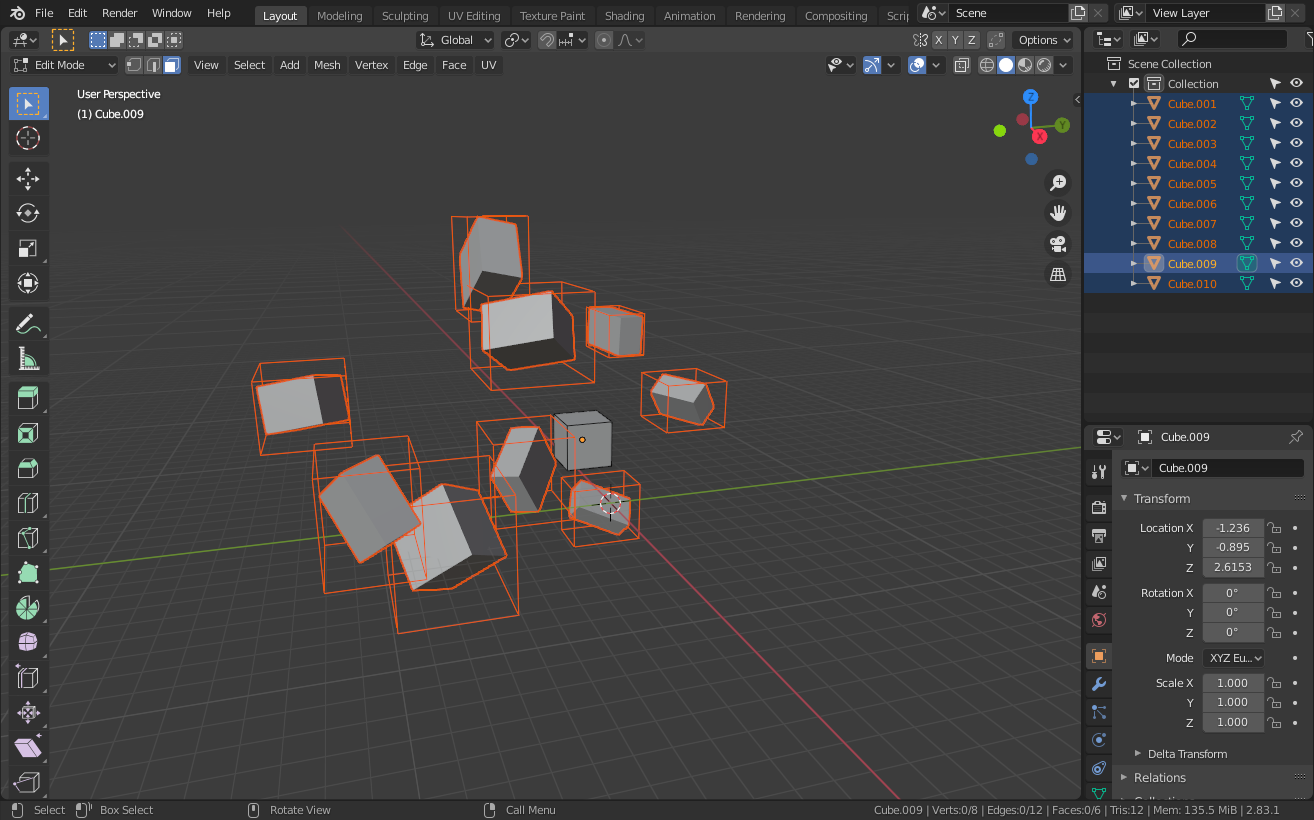 File Edit Render Window Help Layout Modeling Sculpting UV Editing Texture Paint Shading Animation Rendering Compositing Scrip Scene View Layer
Global X Y Z Options
Edit Mode View Select Add Mesh Vertex Edge Face UV
User Perspective
(1) Cube.009
Z
Y
X
Scene Collection
Collection
Cube.001
Cube.002
Cube.003
Cube.004
Cube.005
Cube.006
Cube.007
Cube.008
Cube.009
Cube.010
Cube.009
Cube.009
Transform
Location X -1.236
Y -0.895
Z 2.6153
Rotation X 0°
Y 0°
Z 0°
Mode XYZ Eu...
Scale X 1.000
Y 1.000
Z 1.000
Delta Transform
Relations
Select Box Select Rotate View Call Menu Cube.009 | Verts:0/8 | Edges:0/12 | Faces:0/6 | Tris:12 | Mem: 135.5 MiB | 2.83.1